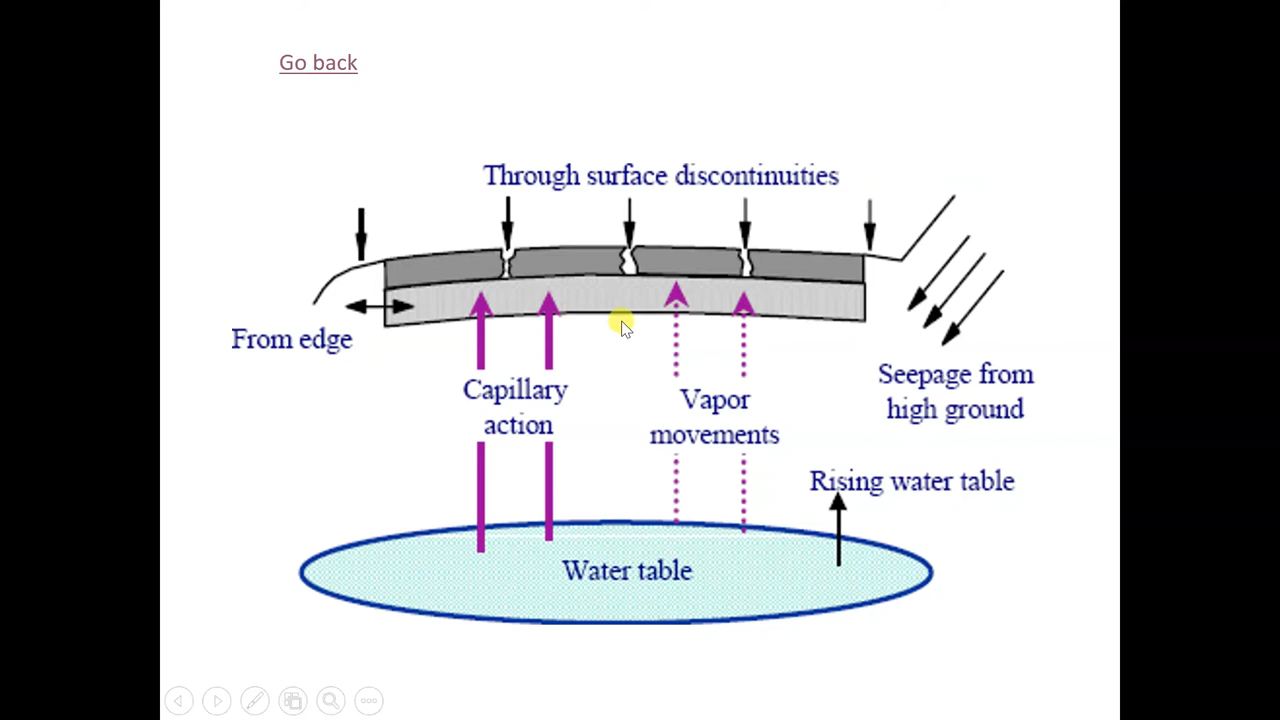 Go back
Through surface discontinuities
From edge
Capillary
action
Vapor
movements
Seepage from
high ground
Rising water table
Water table